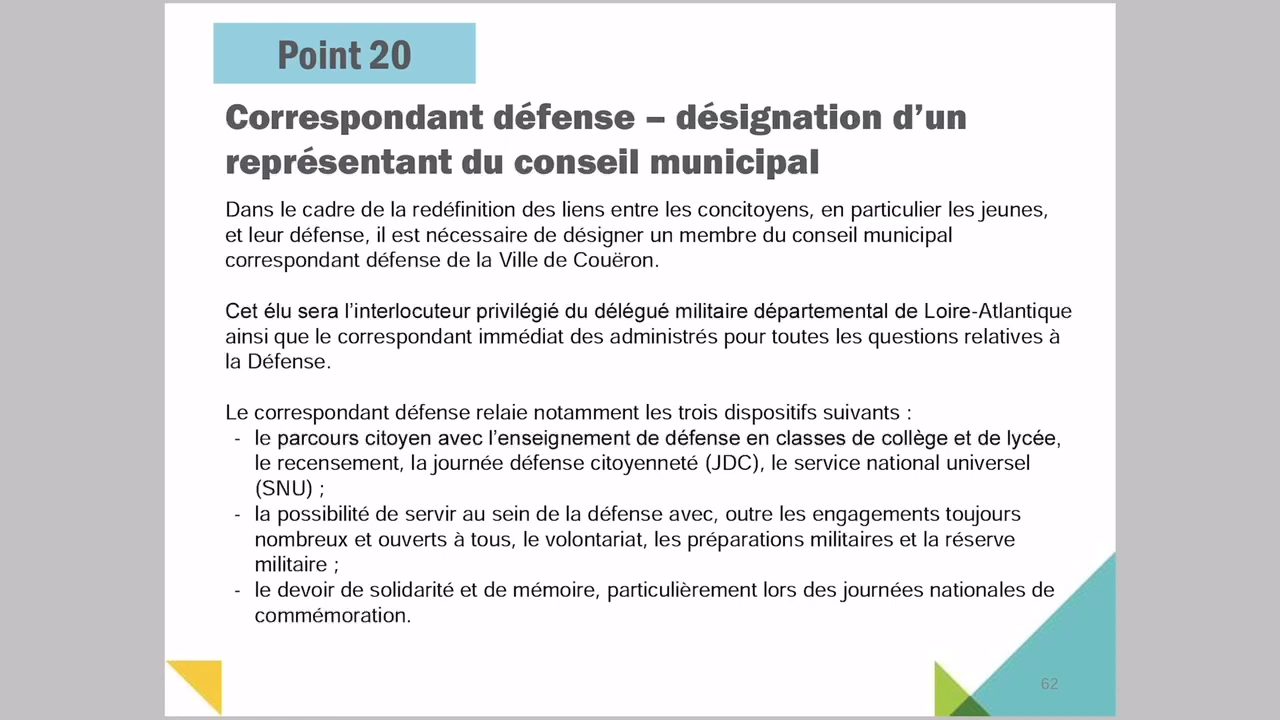 Point 20
Correspondant défense – désignation d’un
représentant du conseil municipal
Dans le cadre de la redéfinition des liens entre les concitoyens, en particulier les jeunes,
et leur défense, il est nécessaire de désigner un membre du conseil municipal
correspondant défense de la Ville de Couëron.
Cet élu sera l’interlocuteur privilégié du délégué militaire départemental de Loire-Atlantique
ainsi que le correspondant immédiat des administrés pour toutes les questions relatives à
la Défense.
Le correspondant défense relaie notamment les trois dispositifs suivants :
- le parcours citoyen avec l’enseignement de défense en classes de collège et de lycée,
le recensement, la journée défense citoyenneté (JDC), le service national universel
(SNU) ;
- la possibilité de servir au sein de la défense avec, outre les engagements toujours
nombreux et ouverts à tous, le volontariat, les préparations militaires et la réserve
militaire ;
- le devoir de solidarité et de mémoire, particulièrement lors des journées nationales de
commémoration.
62